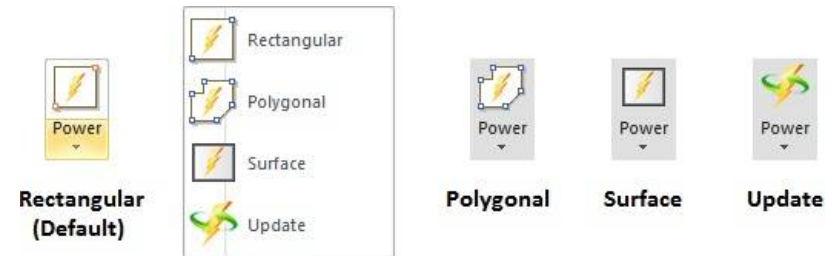 Power
Rectangular
(Default)
Rectangular
Polygonal
Surface
Update
Power
Polygonal
Power
Surface
Power
Update